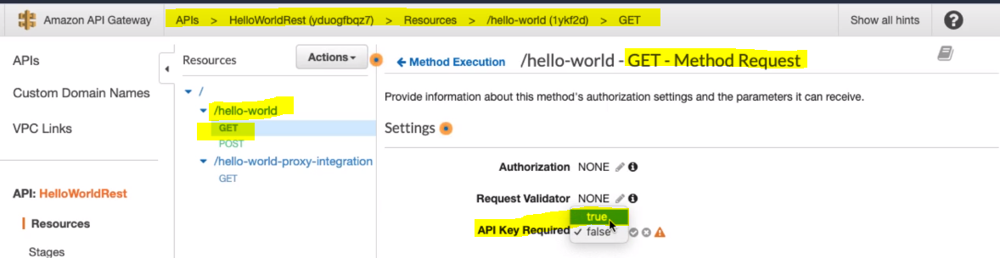 Amazon API Gateway APIs > HelloWorldRest (yduogfbqz7) > Resources > /hello-world (1ykf2d) > GET Show all hints ?
APIs
Custom Domain Names
VPC Links
API: HelloWorldRest
Resources
Stages
Resources Actions
/
/hello-world
GET
POST
/hello-world-proxy-integration
GET
Method Execution /hello-world - GET - Method Request
Provide information about this method's authorization settings and the parameters it can receive.
Settings
Authorization NONE
Request Validator NONE
true
API Key Required ✓ false